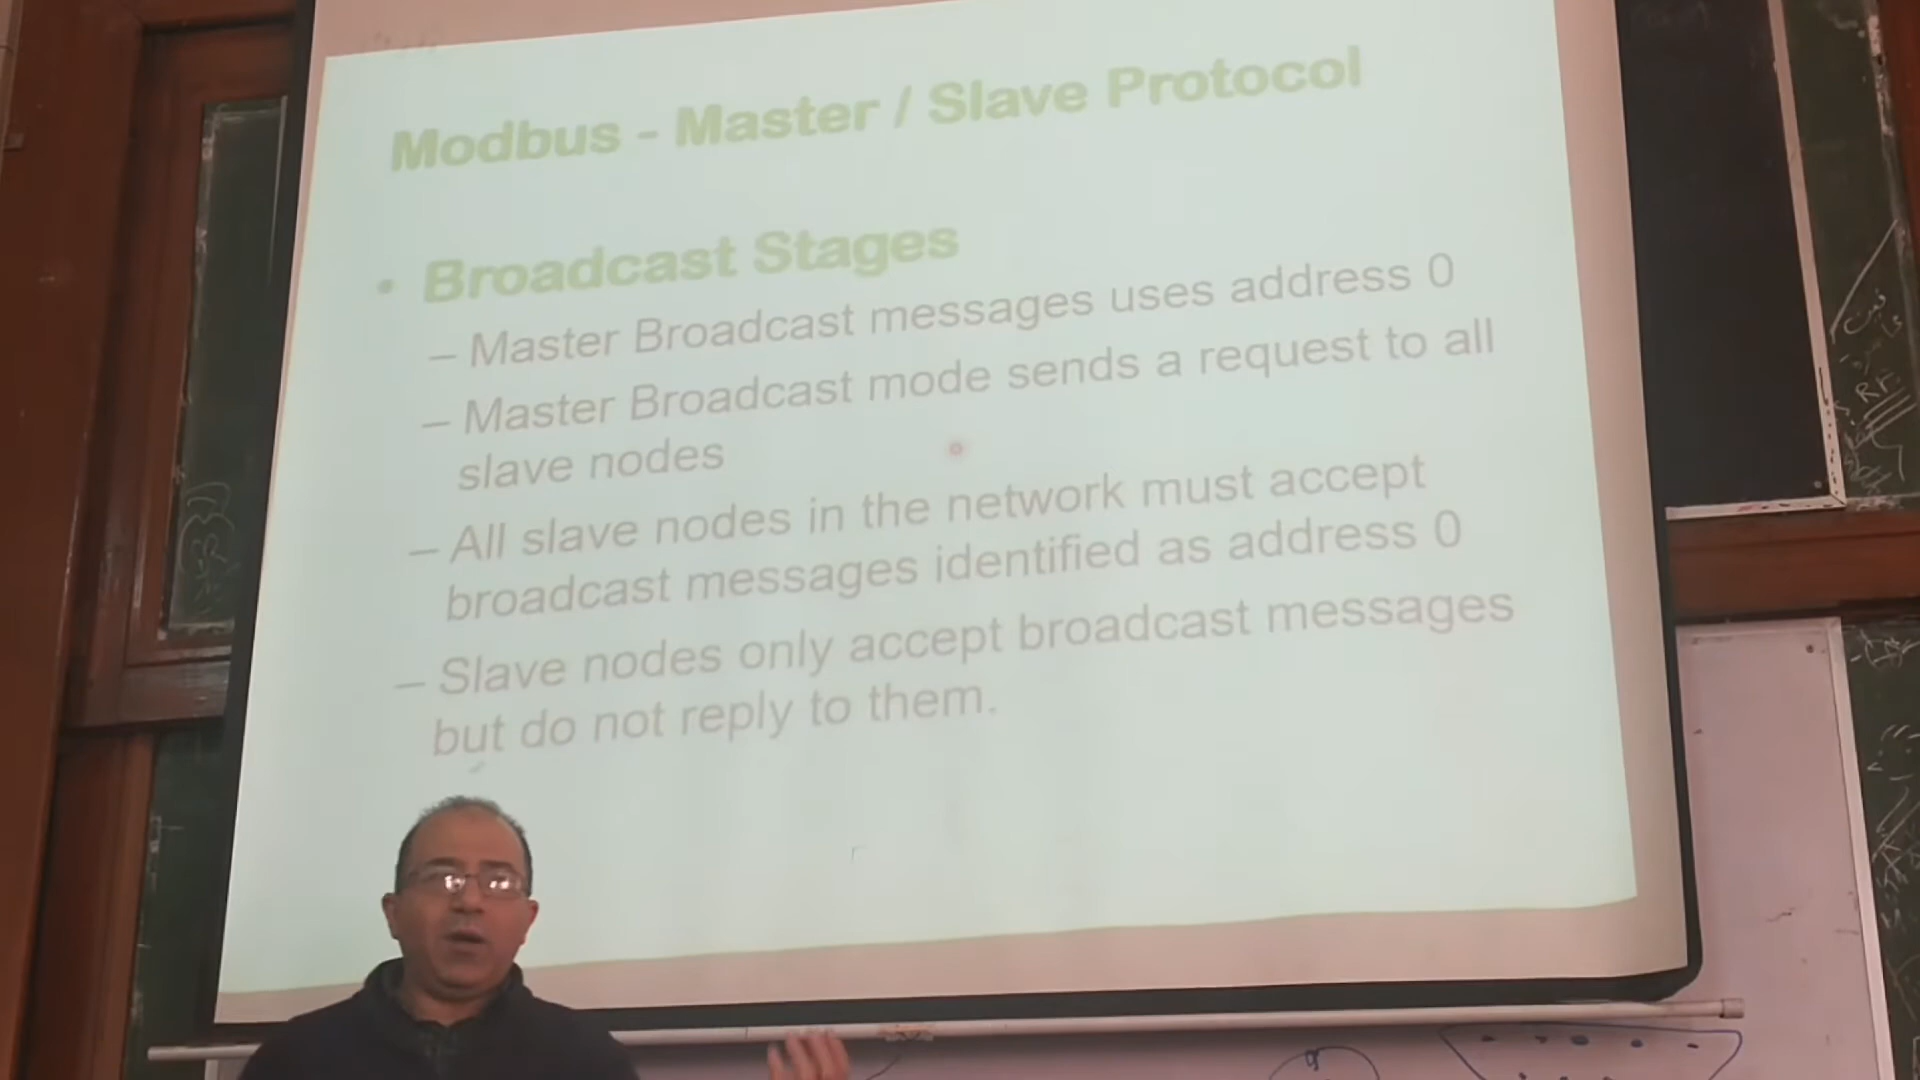 Modbus - Master / Slave Protocol
• Broadcast Stages
– Master Broadcast messages uses address 0
– Master Broadcast mode sends a request to all
slave nodes
– All slave nodes in the network must accept
broadcast messages identified as address 0
– Slave nodes only accept broadcast messages
but do not reply to them.